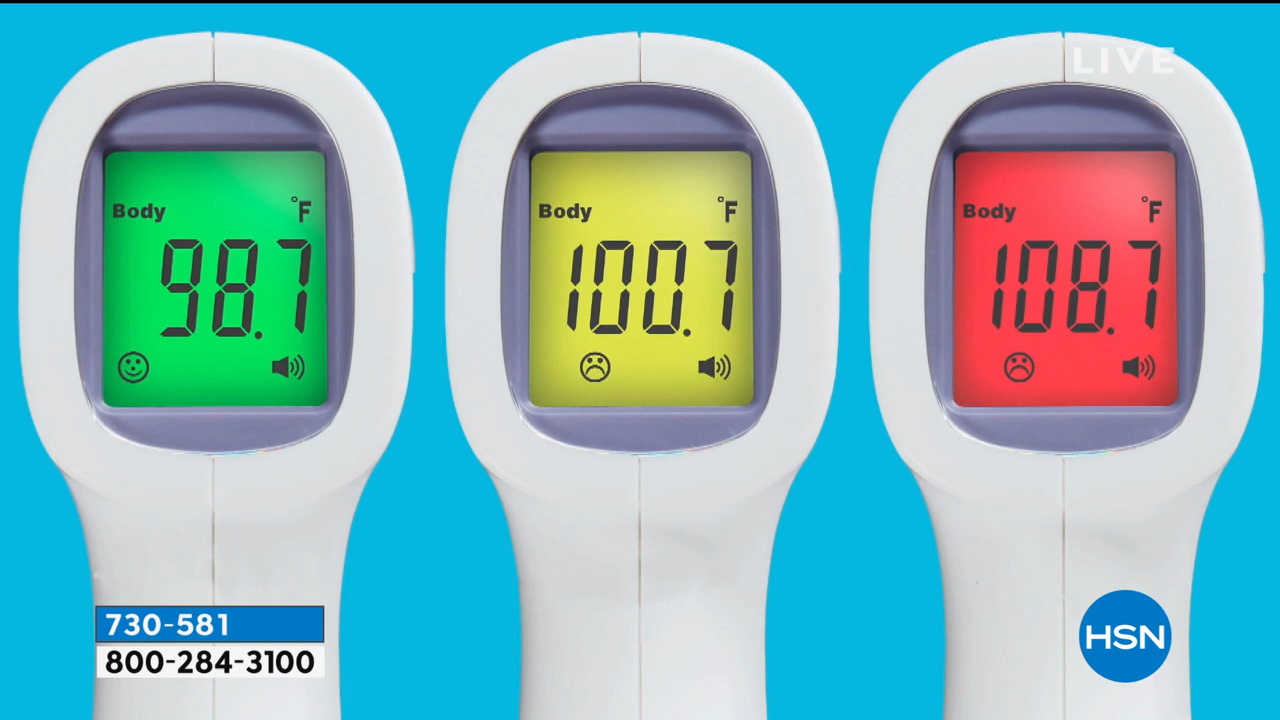 LIVE
Body °F
98.7
Body °F
100.7
Body °F
108.7
730-581
800-284-3100
HSN